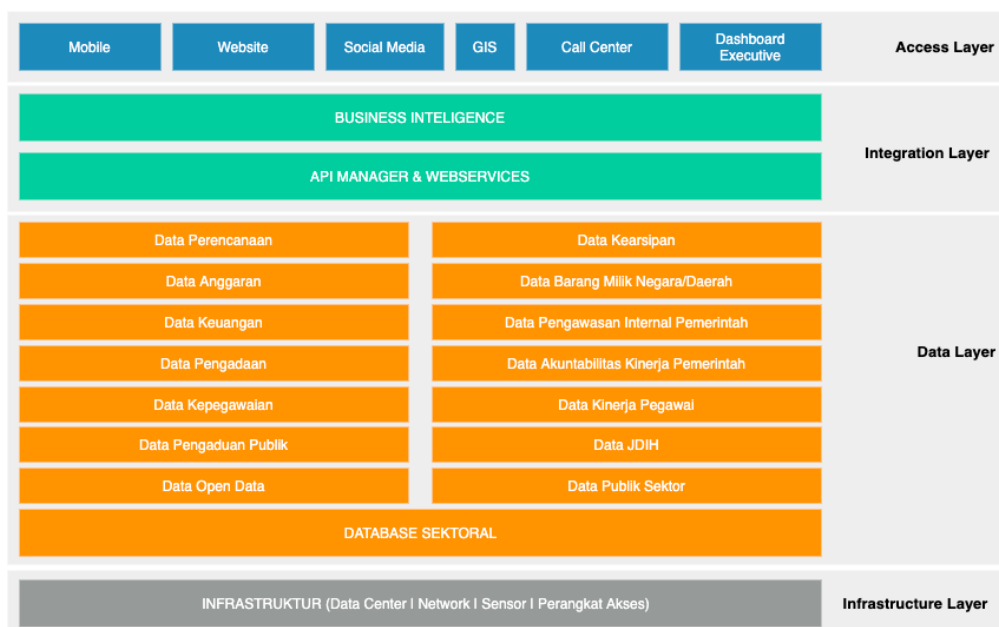 Mobile
Website
Social Media
GIS
Call Center
Dashboard
Executive
Access Layer
BUSINESS INTELIGENCE
API MANAGER & WEBSERVICES
Integration Layer
Data Perencanaan
Data Kearsipan
Data Anggaran
Data Barang Milik Negara/Daerah
Data Keuangan
Data Pengawasan Internal Pemerintah
Data Pengadaan
Data Akuntabilitas Kinerja Pemerintah
Data Layer
Data Kepegawaian
Data Kinerja Pegawai
Data Pengaduan Publik
Data JDIH
Data Open Data
Data Publik Sektor
DATABASE SEKTORAL
INFRASTRUKTUR (Data Center | Network | Sensor | Perangkat Akses)
Infrastructure Layer